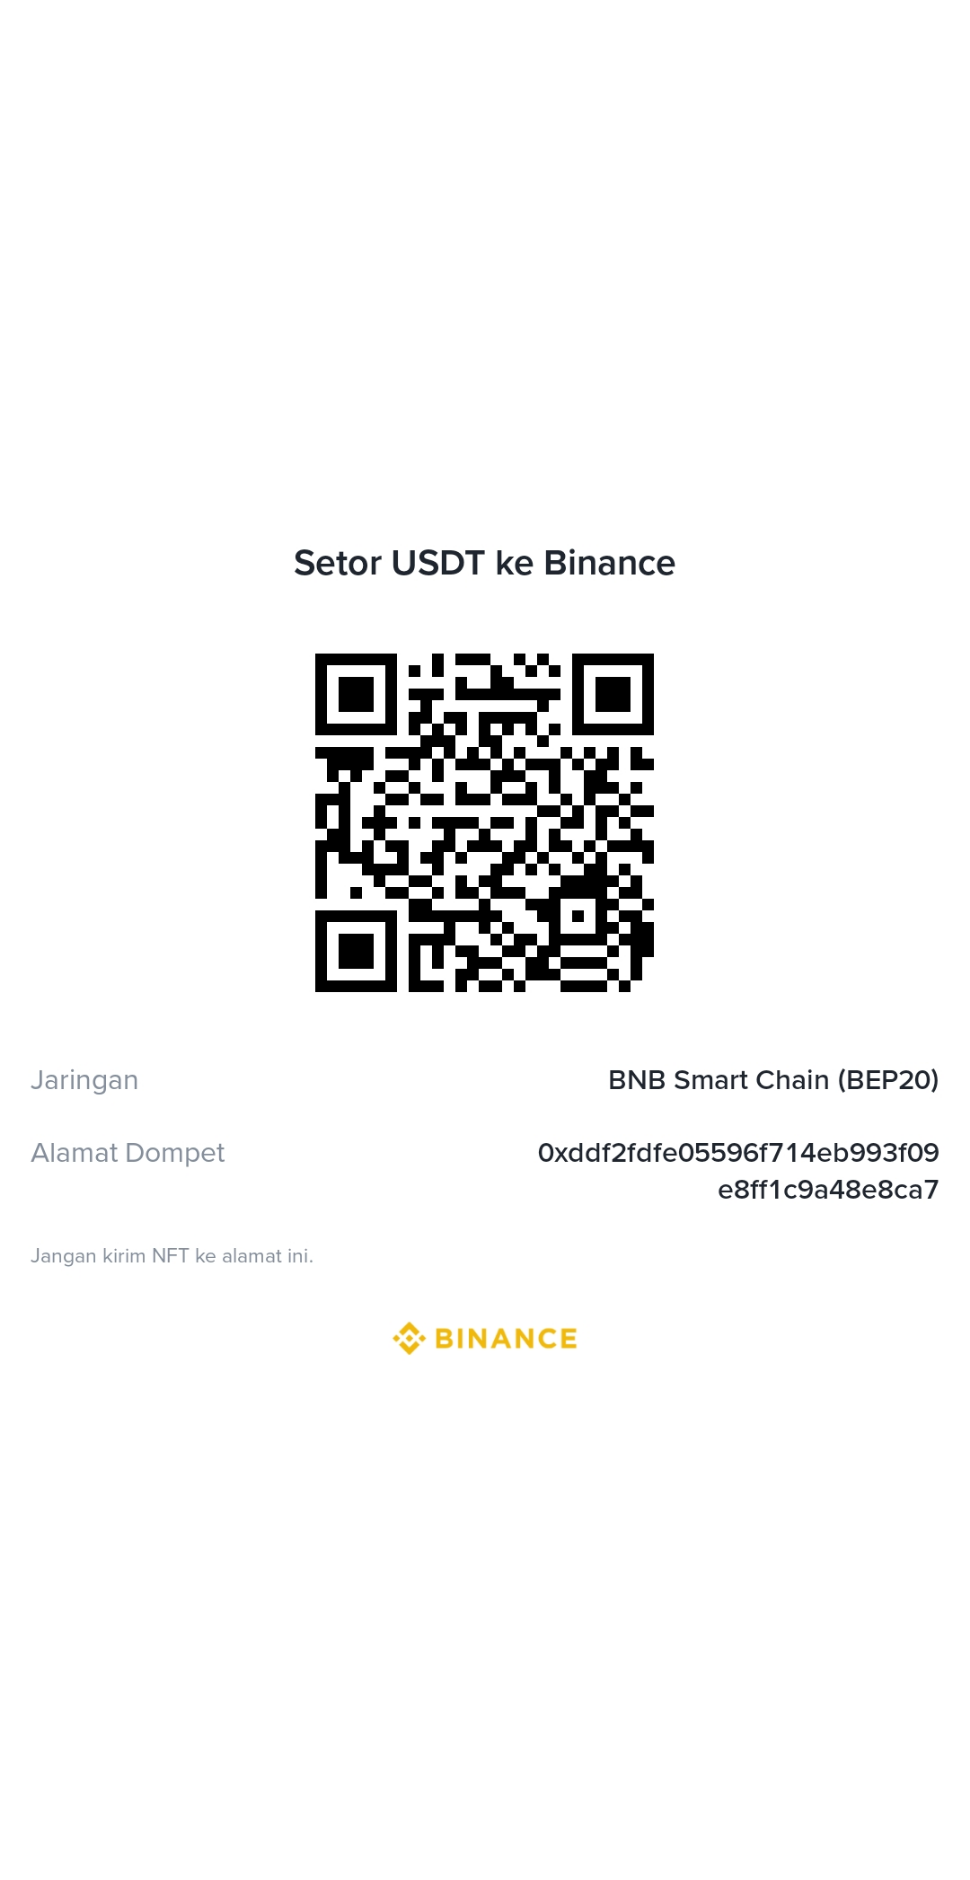 Setor USDT ke Binance
Jaringan
BNB Smart Chain (BEP20)
Alamat Dompet
0xddf2fdfe05596f714eb993f09
e8ff1c9a48e8ca7
Jangan kirim NFT ke alamat ini.
BINANCE